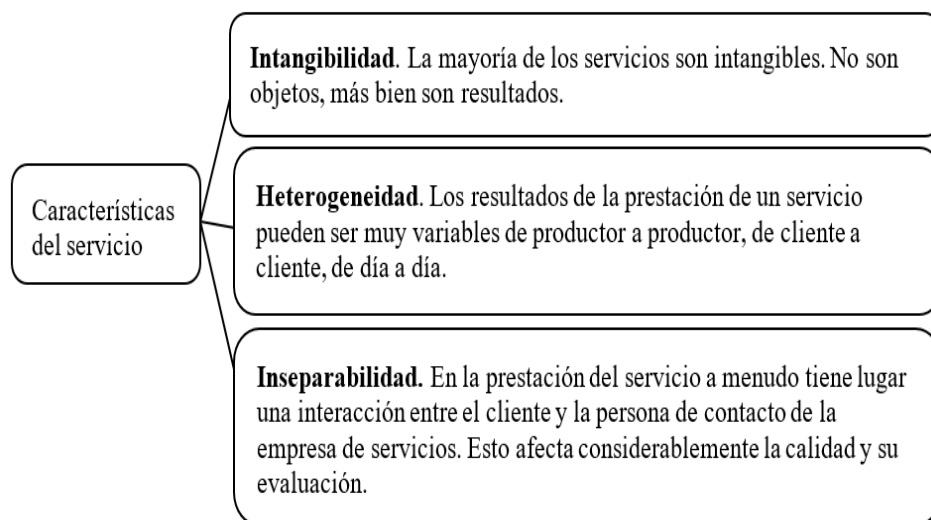 Características
del servicio
Intangibilidad. La mayoría de los servicios son intangibles. No son
objetos, más bien son resultados.
Heterogeneidad. Los resultados de la prestación de un servicio
pueden ser muy variables de productor a productor, de cliente a
cliente, de día a día.
Inseparabilidad. En la prestación del servicio a menudo tiene lugar
una interacción entre el cliente y la persona de contacto de la
empresa de servicios. Esto afecta considerablemente la calidad y su
evaluación.